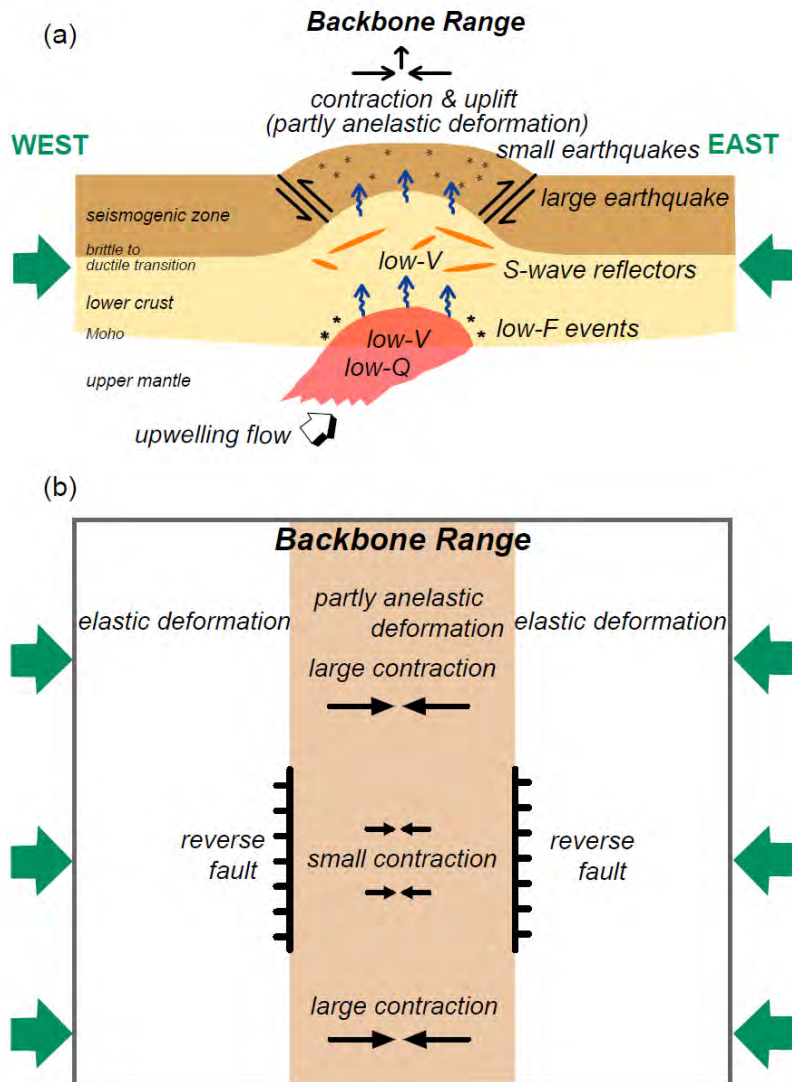 (a)
Backbone Range
contraction & uplift
(partly anelastic deformation)
WEST
small earthquakes
EAST
seismogenic zone
large earthquake
brittle to
ductile transition
low-V
S-wave reflectors
lower crust
Moho
low-V
low-F events
low-Q
upper mantle
upwelling flow
(b)
Backbone Range
elastic deformation
partly anelastic
deformation
elastic deformation
large contraction
reverse
fault
small contraction
reverse
fault
large contraction